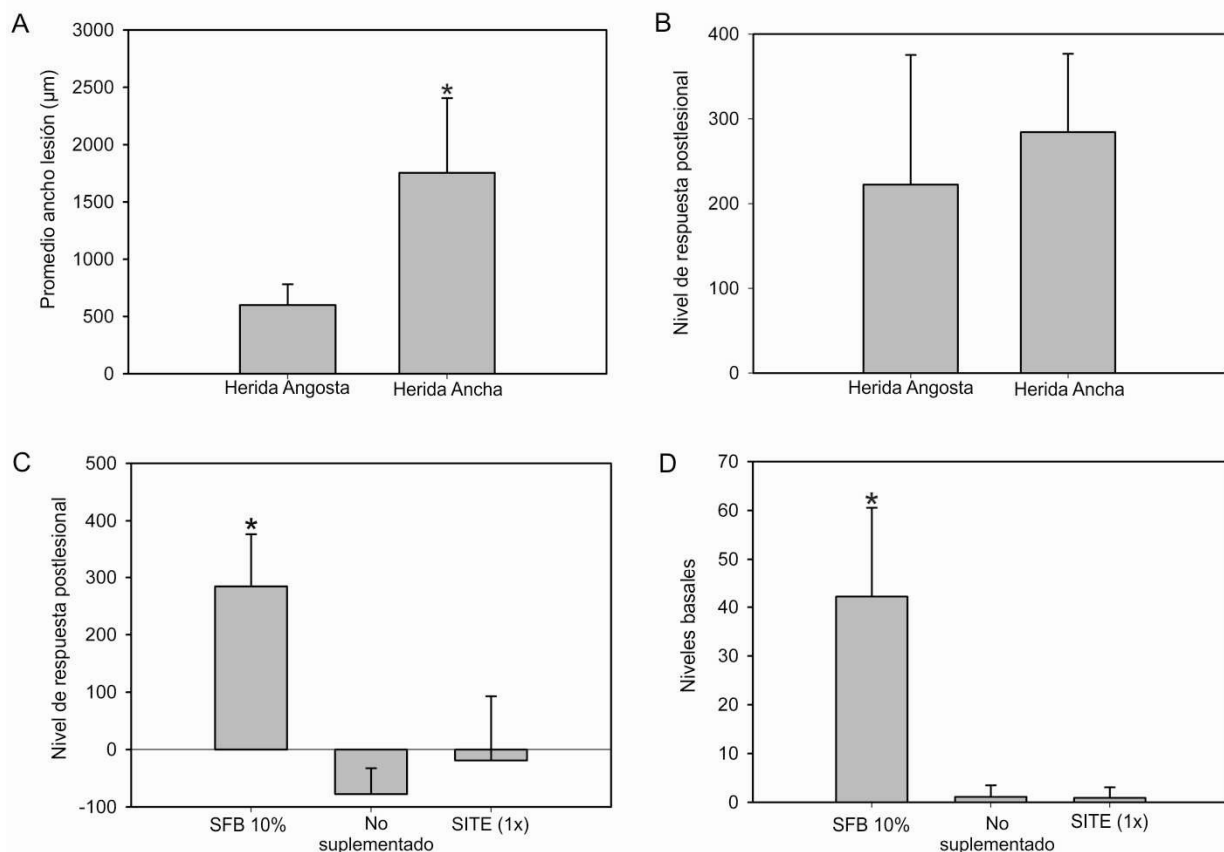 A
Promedio ancho lesión (µm)
3000
2500
2000
1500
1000
500
0
*
Herida Angosta
Herida Ancha
B
Nivel de respuesta postlesional
400
300
200
100
0
Herida Angosta
Herida Ancha
C
Nivel de respuesta postlesional
500
400
300
200
100
0
-100
*
SFB 10%
No
suplementado
SITE (1x)
D
Niveles basales
70
60
50
40
30
20
10
0
*
SFB 10%
No
suplementado
SITE (1x)